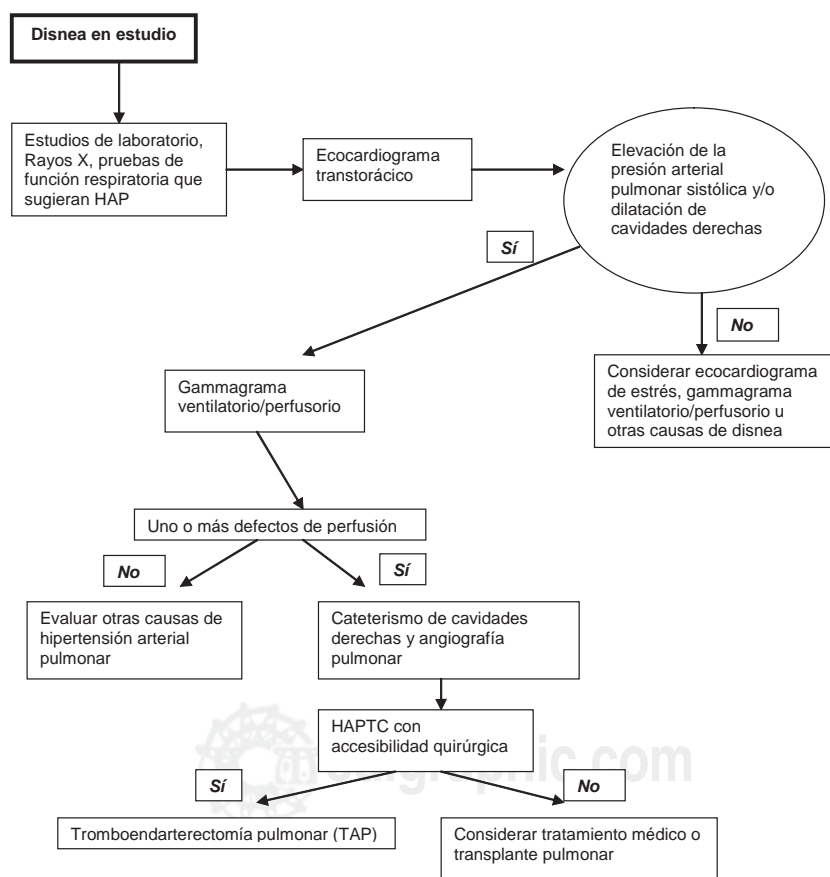 Disnea en estudio
Estudios de laboratorio,
Rayos X, pruebas de
función respiratoria que
sugieran HAP
Ecocardiograma
transtorácico
Elevación de la
presión arterial
pulmonar sistólica y/o
dilatación de
cavidades derechas
Sí
No
Gammagrama
ventilatorio/perfusorio
Considerar ecocardiograma
de estrés, gammagrama
ventilatorio/perfusorio u
otras causas de disnea
Uno o más defectos de perfusión
No
Sí
Evaluar otras causas de
hipertensión arterial
pulmonar
Cateterismo de cavidades
derechas y angiografía
pulmonar
HAPTC con
accesibilidad quirúrgica
Sí
No
Tromboendarterectomía pulmonar (TAP)
Considerar tratamiento médico o
transplante pulmonar